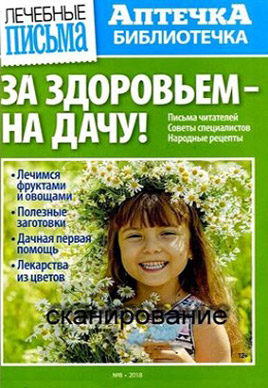 ЛЕЧЕБНЫЕ
ПИСЬМА
АПТЕЧКА
БИБЛИОТЕЧКА
ЗА ЗДОРОВЬЕМ –
НА ДАЧУ!
Письма читателей
Советы специалистов
Народные рецепты
• Лечимся
фруктами
и овощами
• Полезные
заготовки
• Дачная первая
помощь
• Лекарства
из цветов
сканирование
12+
№8 • 2018